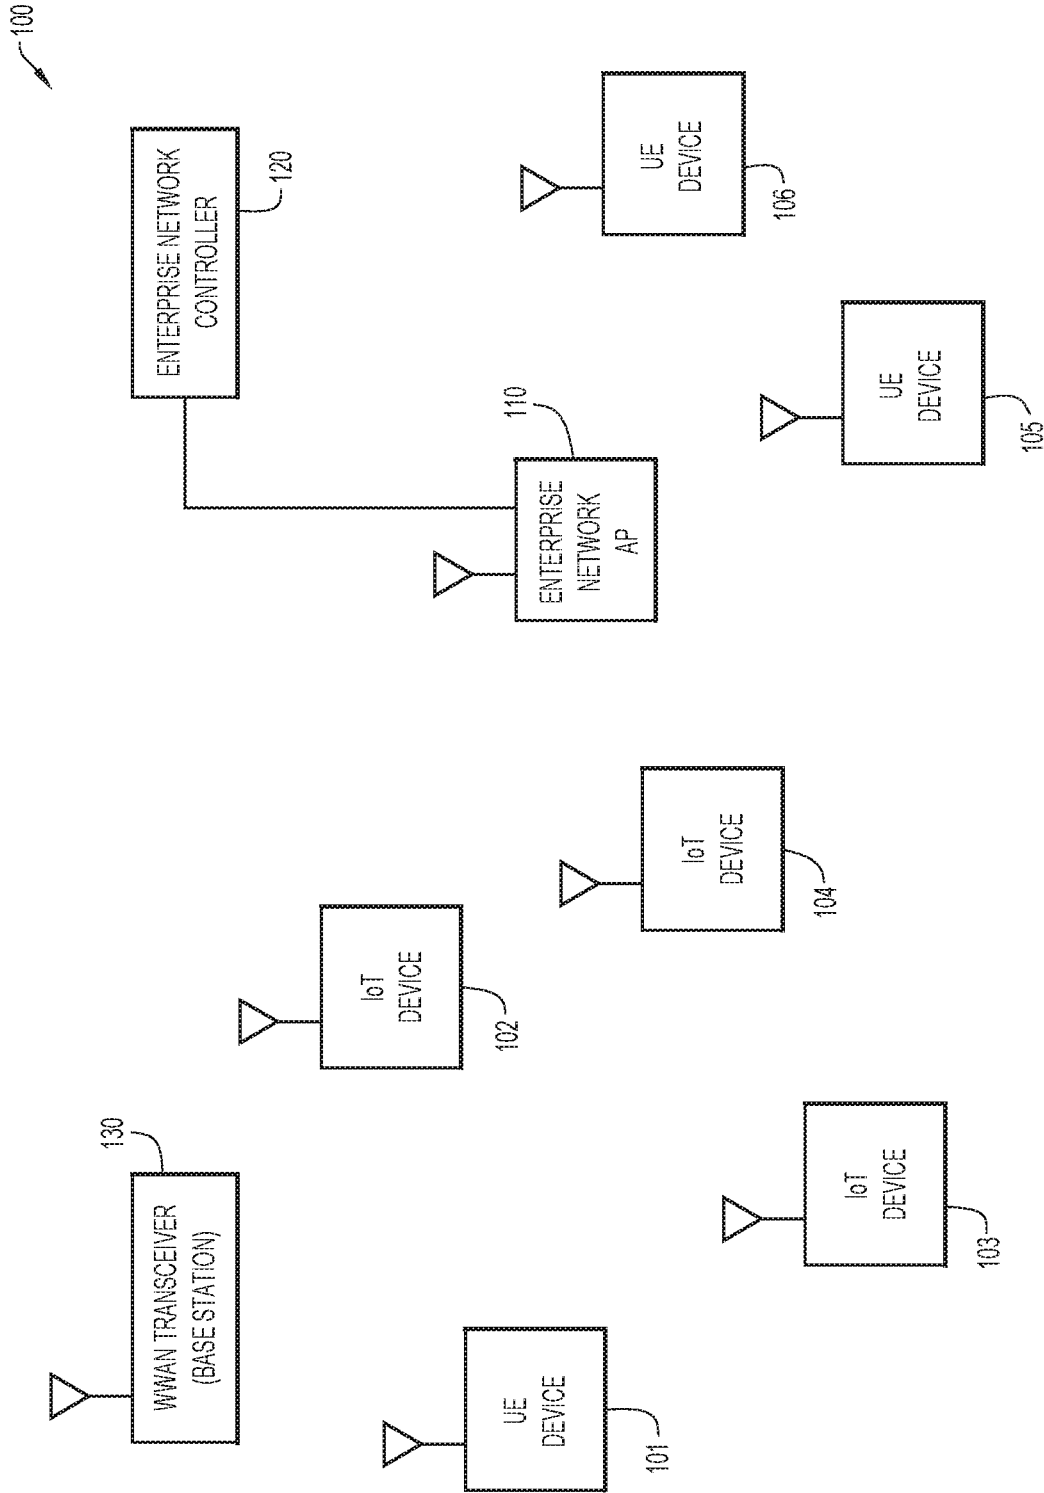 100
130
WWAN TRANSCEIVER
(BASE STATION)
ENTERPRISE NETWORK
CONTROLLER
120
102
IoT
DEVICE
110
ENTERPRISE
NETWORK
AP
101
UE
DEVICE
104
IoT
DEVICE
106
UE
DEVICE
103
IoT
DEVICE
105
UE
DEVICE